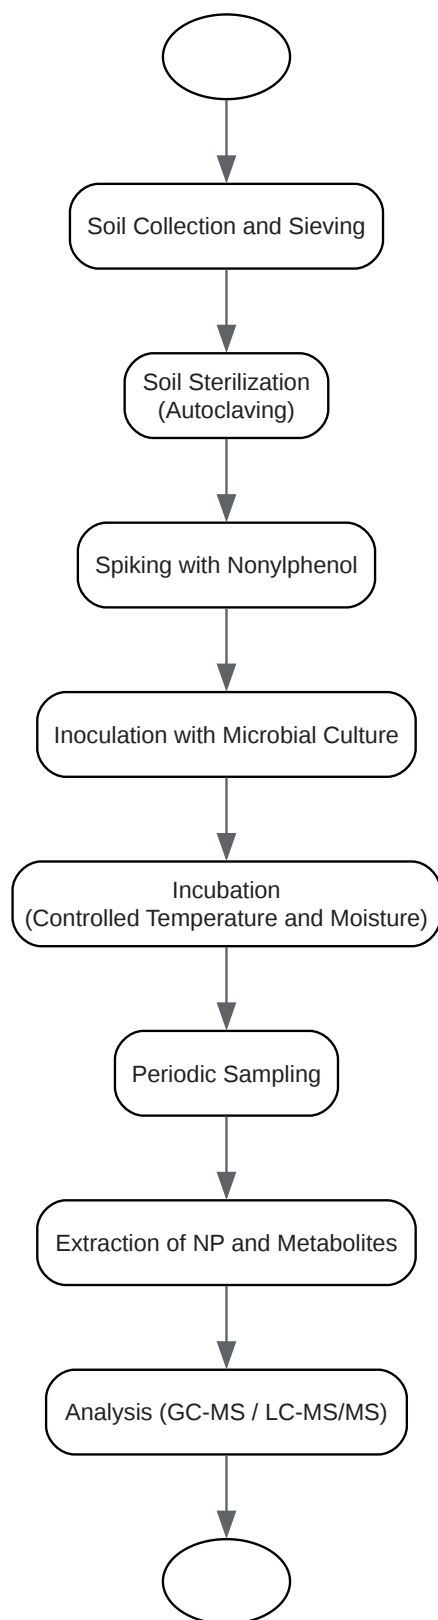 Soil Collection and Sieving
Soil Sterilization
(Autoclaving)
Spiking with Nonylphenol
Inoculation with Microbial Culture
Incubation
(Controlled Temperature and Moisture)
Periodic Sampling
Extraction of NP and Metabolites
Analysis (GC-MS / LC-MS/MS)